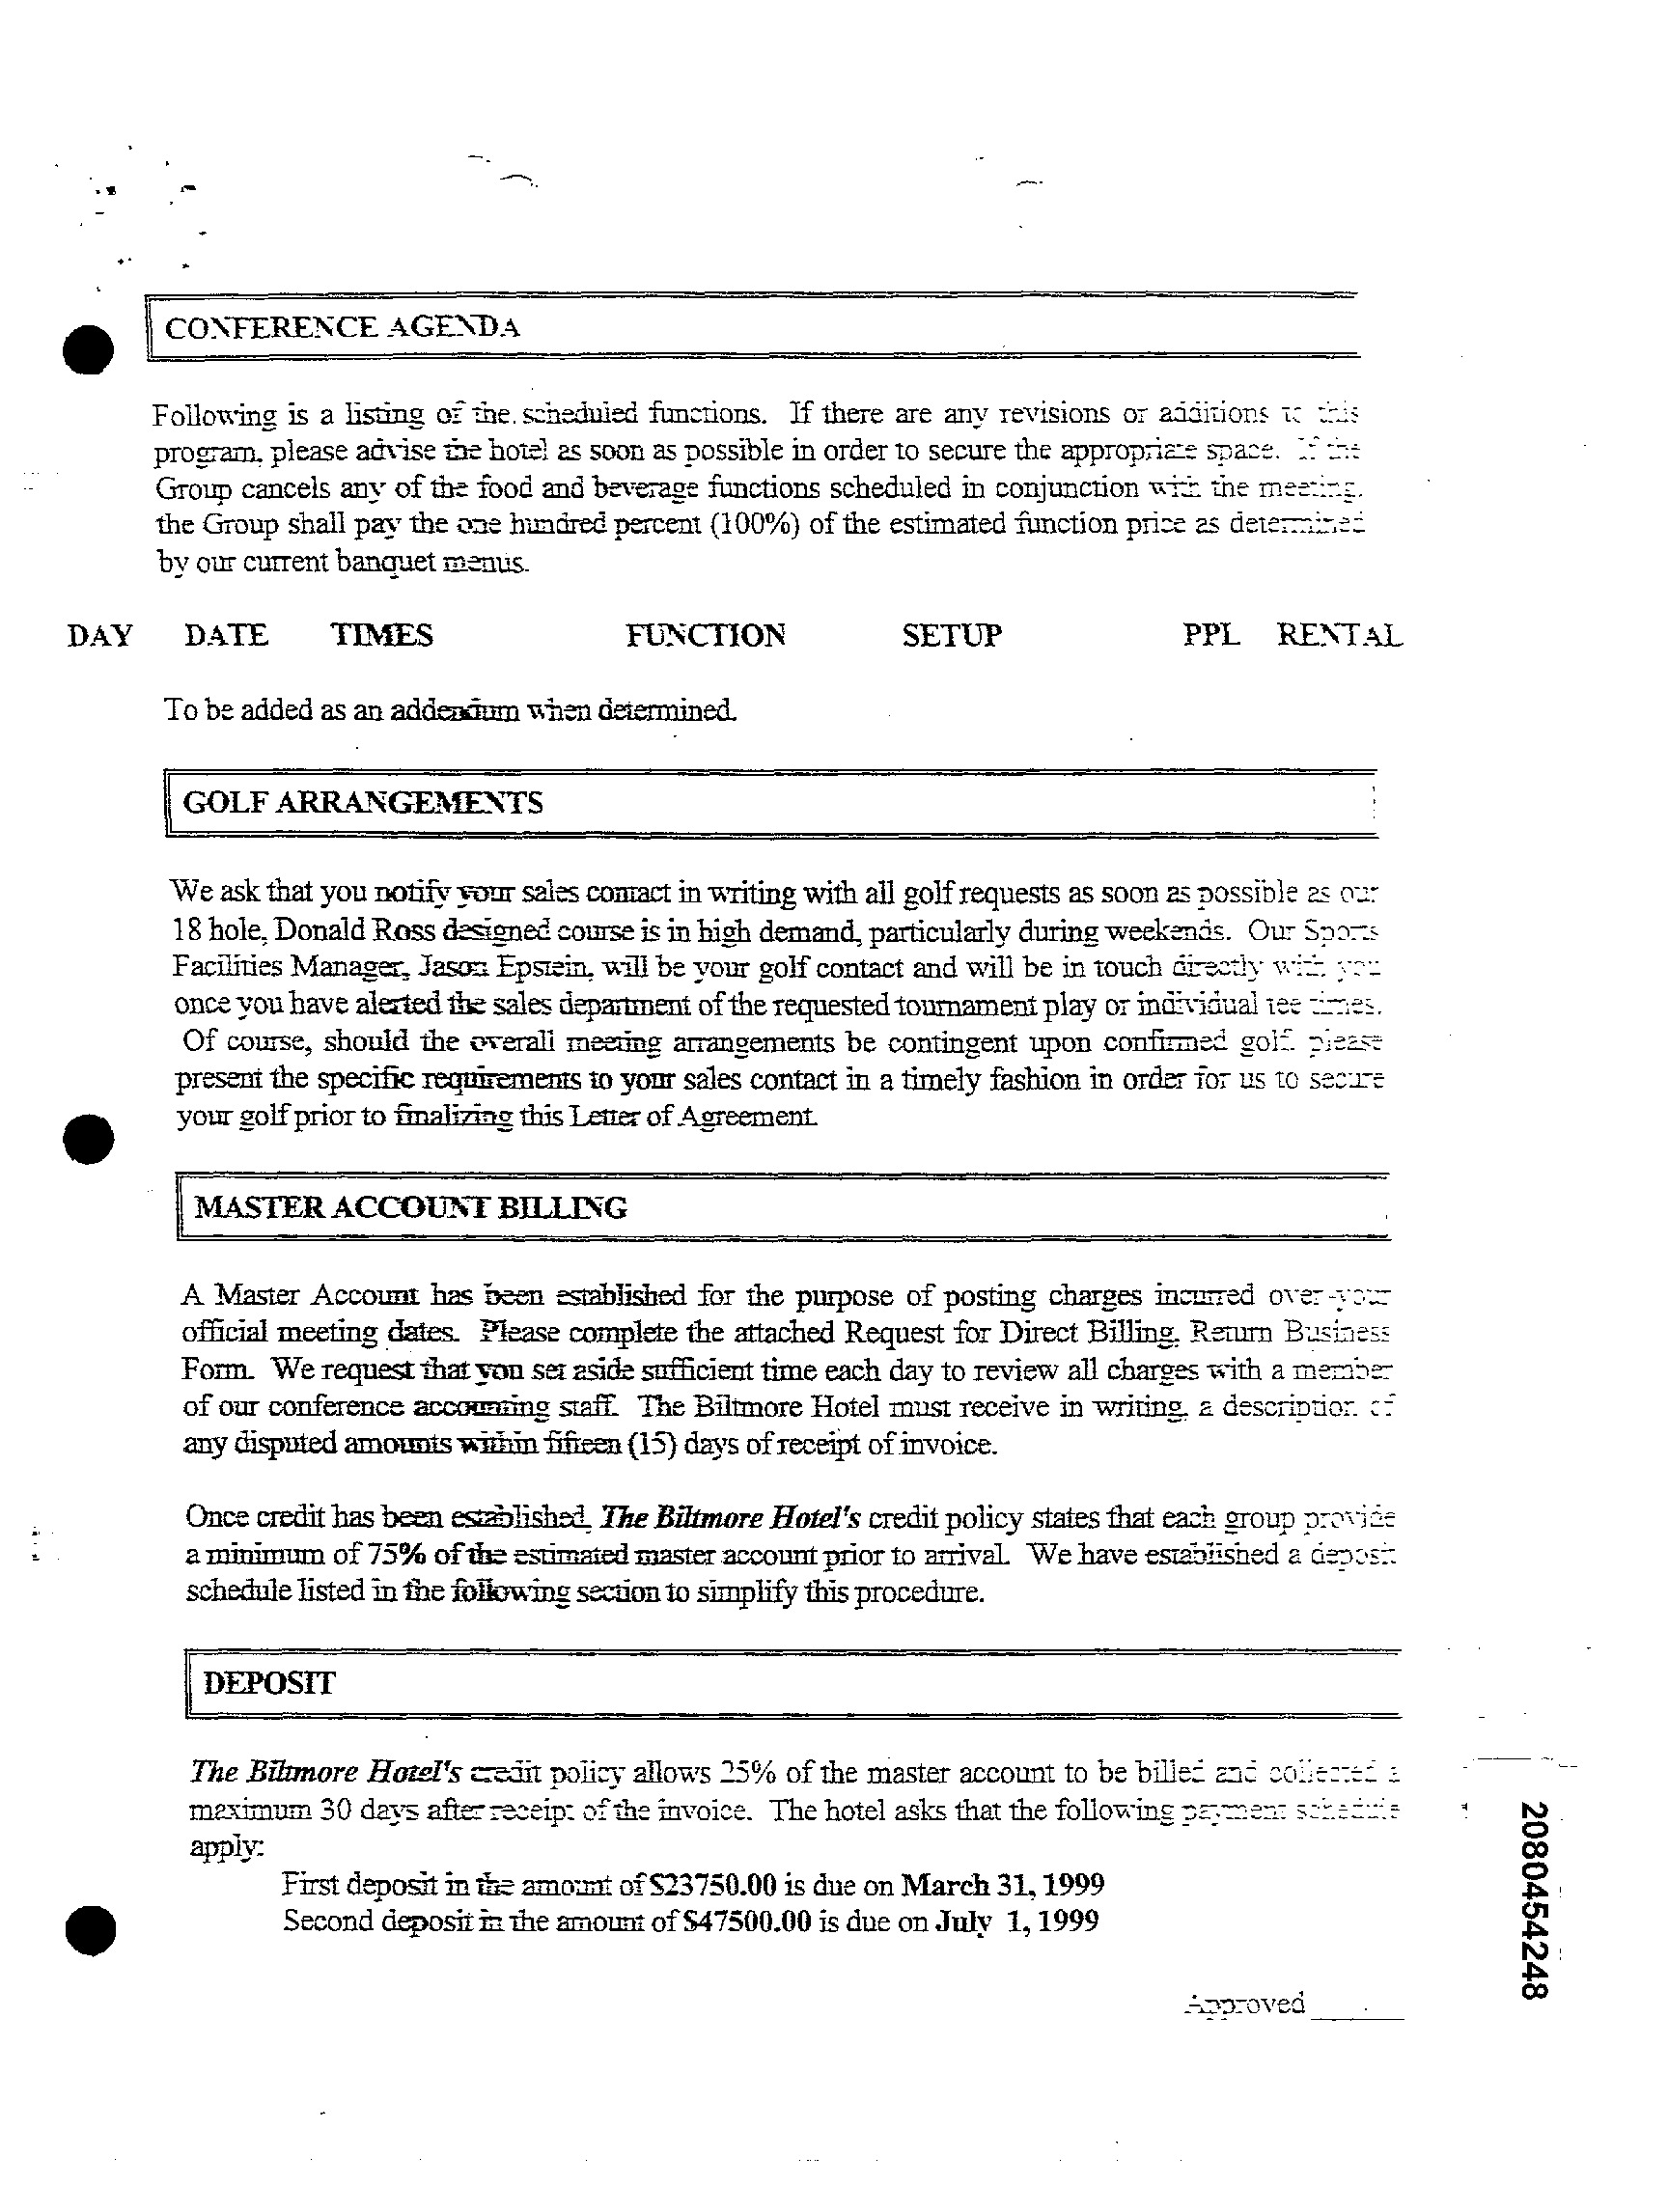 CONFERENCE AGENDA
Following is a listing of the scheduled functions. If there are any revisions or additions to this
program, please advise the hotel as soon as possible in order to secure the appropriate space. If the
Group cancels any of the food and beverage functions scheduled in conjunction with the meeting,
the Group shall pay the one hundred percent (100%) of the estimated function price as determined
by our current banquet menus.
DAY DATE TIMES FUNCTION SETUP PPL RENTAL
To be added as an addendum when determined.
GOLF ARRANGEMENTS
We ask that you notify your sales contact in writing with all golf requests as soon as possible as our
18 hole, Donald Ross designed course is in high demand, particularly during weekends. Our Sports
Facilities Manager, Jason Epstein, will be your golf contact and will be in touch directly with you
once you have alerted the sales department of the requested tournament play or individual tee times.
Of course, should the overall meeting arrangements be contingent upon confirmed golf, please
present the specific requirements to your sales contact in a timely fashion in order for us to secure
your golf prior to finalizing this Letter of Agreement.
MASTER ACCOUNT BILLING
A Master Account has been established for the purpose of posting charges incurred over your
official meeting dates. Please complete the attached Request for Direct Billing, Return Business
Form. We request that you set aside sufficient time each day to review all charges with a member
of our conference accounting staff. The Biltmore Hotel must receive in writing, a description of
any disputed amounts within fifteen (15) days of receipt of invoice.
Once credit has been established, The Biltmore Hotel's credit policy states that each group provide
a minimum of 75% of the estimated master account prior to arrival. We have established a deposit
schedule listed in the following section to simplify this procedure.
DEPOSIT
The Biltmore Hotel's credit policy allows 25% of the master account to be billed and collected a
maximum 30 days after receipt of the invoice. The hotel asks that the following payment schedule
apply:
First deposit in the amount of $23750.00 is due on March 31, 1999
Second deposit in the amount of $47500.00 is due on July 1, 1999
Approved
2080454248